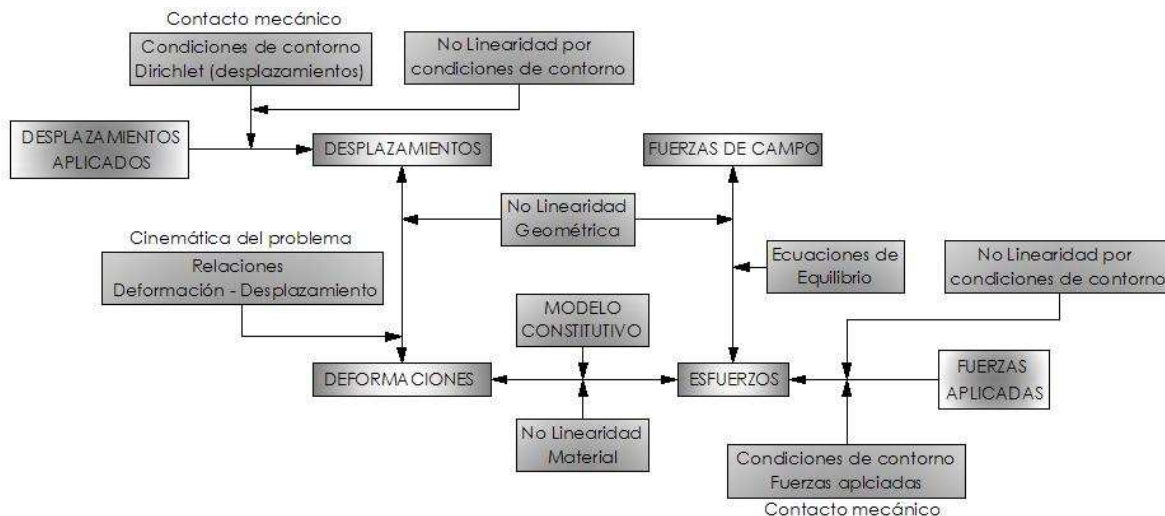 Contacto mecánico
Condiciones de contorno
Dirichlet (desplazamientos)
No Linearidad por
condiciones de contorno
DESPLAZAMIENTOS
APLICADOS
DESPLAZAMIENTOS
FUERZAS DE CAMPO
No Linearidad
Geométrica
Cinemática del problema
Relaciones
Deformación - Desplazamiento
Ecuaciones de
Equilibrio
No Linearidad por
condiciones de contorno
MODELO
CONSTITUTIVO
DEFORMACIONES
ESFUERZOS
FUERZAS
APLICADAS
No Linearidad
Material
Condiciones de contorno
Fuerzas aplciadas
Contacto mecánico